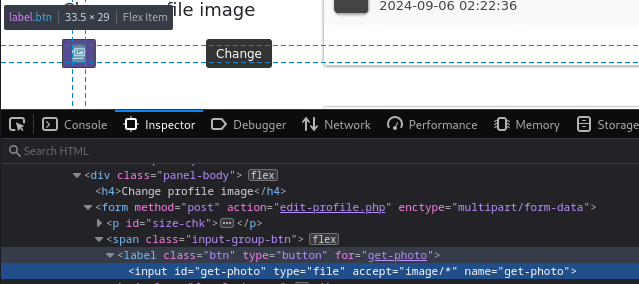 Ch
file image
label.btn | 33.5 × 29 | Flex Item
2024-09-06 02:22:36
Change
Console
Inspector
Debugger
Network
Performance
Memory
Storage
Search HTML
<div class="panel-body"> flex
<h4>Change profile image</h4>
<form method="post" action="edit-profile.php" enctype="multipart/form-data">
<p id="size-chk">⋯</p>
<span class="input-group-btn"> flex
<label class="btn" type="button" for="get-photo">
<input id="get-photo" type="file" accept="image/*" name="get-photo">